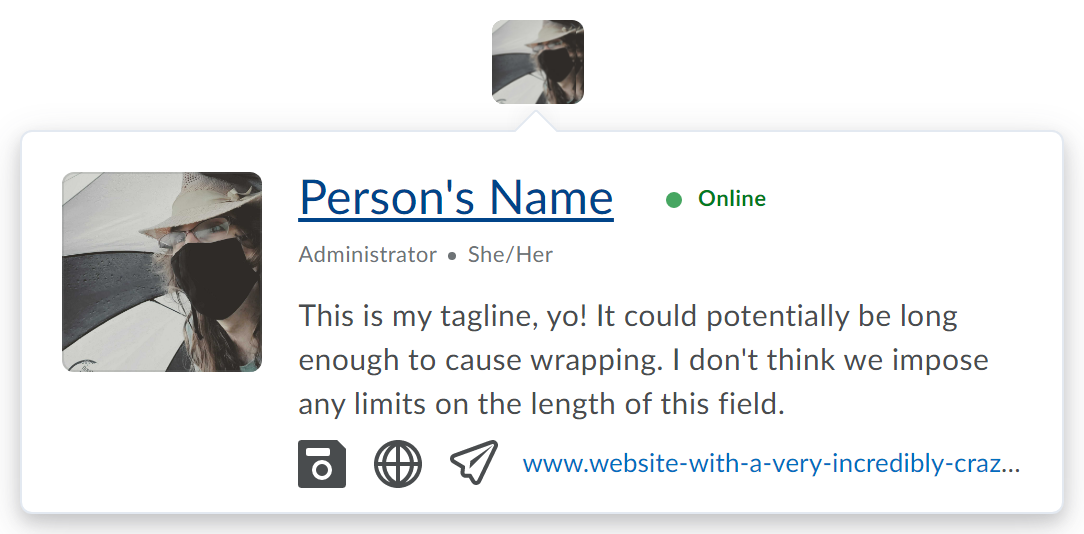 Person's Name
Online
Administrator • She/Her
This is my tagline, yo! It could potentially be long
enough to cause wrapping. I don't think we impose
any limits on the length of this field.
www.website-with-a-very-incredibly-craz...